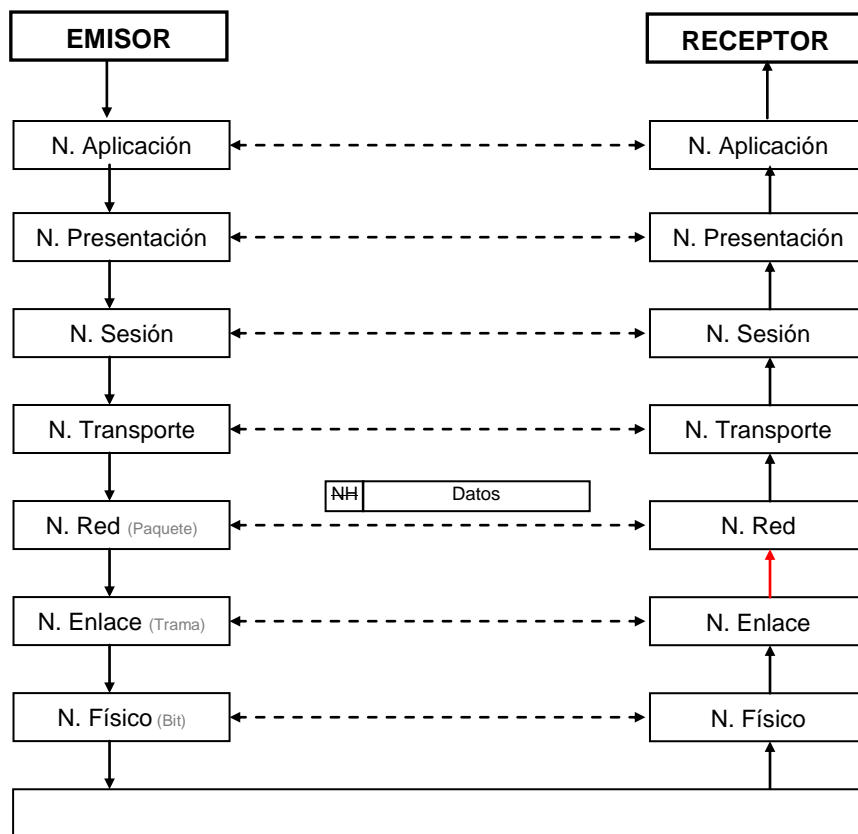 EMISOR
RECEPTOR
N. Aplicación
N. Aplicación
N. Presentación
N. Presentación
N. Sesión
N. Sesión
N. Transporte
N. Transporte
NH Datos
N. Red (Paquete)
N. Red
N. Enlace (Trama)
N. Enlace
N. Físico (Bit)
N. Físico